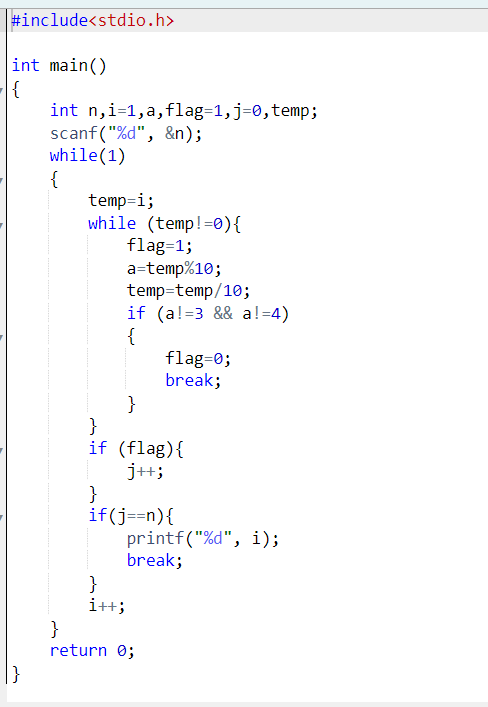 #include<stdio.h>
int main()
{
int n,i=1,a,flag=1,j=0,temp;
scanf("%d", &n);
while(1)
{
temp=i;
while (temp!=0){
flag=1;
a=temp%10;
temp=temp/10;
if (a!=3 && a!=4)
{
flag=0;
break;
}
}
if (flag){
j++;
}
if(j==n){
printf("%d", i);
break;
}
i++;
}
return 0;
}